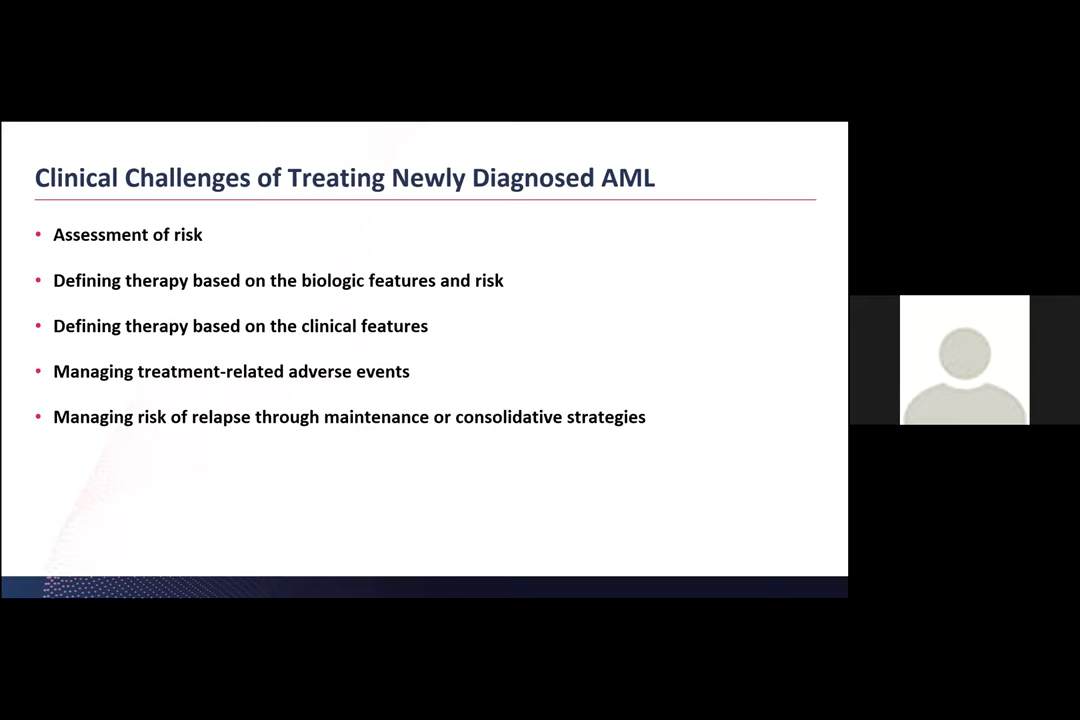 Clinical Challenges of Treating Newly Diagnosed AML
• Assessment of risk
• Defining therapy based on the biologic features and risk
• Defining therapy based on the clinical features
• Managing treatment-related adverse events
• Managing risk of relapse through maintenance or consolidative strategies